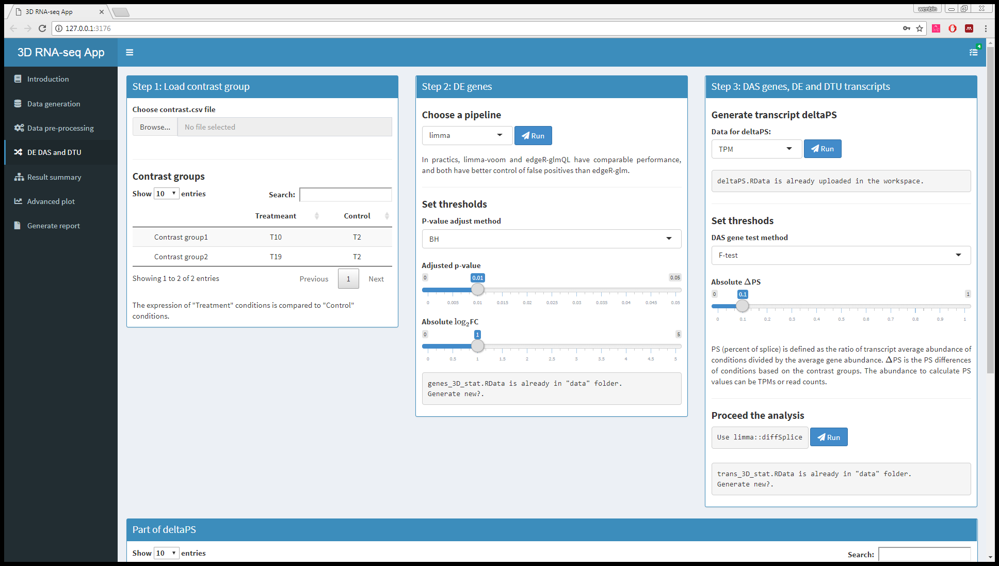 3D RNA-seq App
wenbin
127.0.0.1:3176
3D RNA-seq App
4
Introduction
Data generation
Data pre-processing
DE DAS and DTU
Result summary
Advanced plot
Generate report
Step 1: Load contrast group
Choose contrast.csv file
Browse... No file selected
Contrast groups
Show 10 entries Search:
Treatmeant Control
Contrast group1 T10 T2
Contrast group2 T19 T2
Showing 1 to 2 of 2 entries Previous 1 Next
The expression of "Treatment" conditions is compared to "Control"
conditions.
Step 2: DE genes
Choose a pipeline
limma Run
In practics, limma-voom and edgeR-glmQL have comparable performance,
and both have better control of false positives than edgeR-glm.
Set thresholds
P-value adjust method
BH
Adjusted p-value
0 0.01 0.05
0 0.005 0.01 0.015 0.02 0.025 0.03 0.035 0.04 0.045 0.05
Absolute log₂FC
0 1 5
0 0.5 1 1.5 2 2.5 3 3.5 4 4.5 5
genes_3D_stat.RData is already in "data" folder.
Generate new?.
Step 3: DAS genes, DE and DTU transcripts
Generate transcript deltaPS
Data for deltaPS:
TPM Run
deltaPS.RData is already uploaded in the workspace.
Set threshods
DAS gene test method
F-test
Absolute ΔPS
0 0.1 1
0 0.1 0.2 0.3 0.4 0.5 0.6 0.7 0.8 0.9 1
PS (percent of splice) is defined as the ratio of transcript average abundance of
conditions divided by the average gene abundance. ΔPS is the PS differences
of conditions based on the contrast groups. The abundance to calculate PS
values can be TPMs or read counts.
Proceed the analysis
Use limma::diffSplice Run
trans_3D_stat.RData is already in "data" folder.
Generate new?.
Part of deltaPS
Show 10 entries Search: